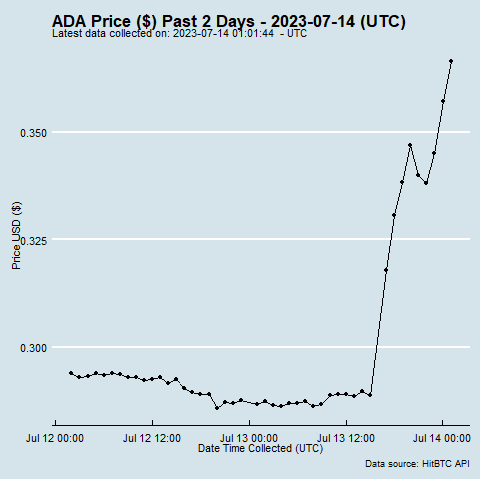 ADA Price ($) Past 2 Days - 2023-07-14 (UTC)
Latest data collected on: 2023-07-14 01:01:44 - UTC
0.350
0.325
0.300
Price USD ($)
Jul 12 00:00 Jul 12 12:00 Jul 13 00:00 Jul 13 12:00 Jul 14 00:00
Date Time Collected (UTC)
Data source: HitBTC API